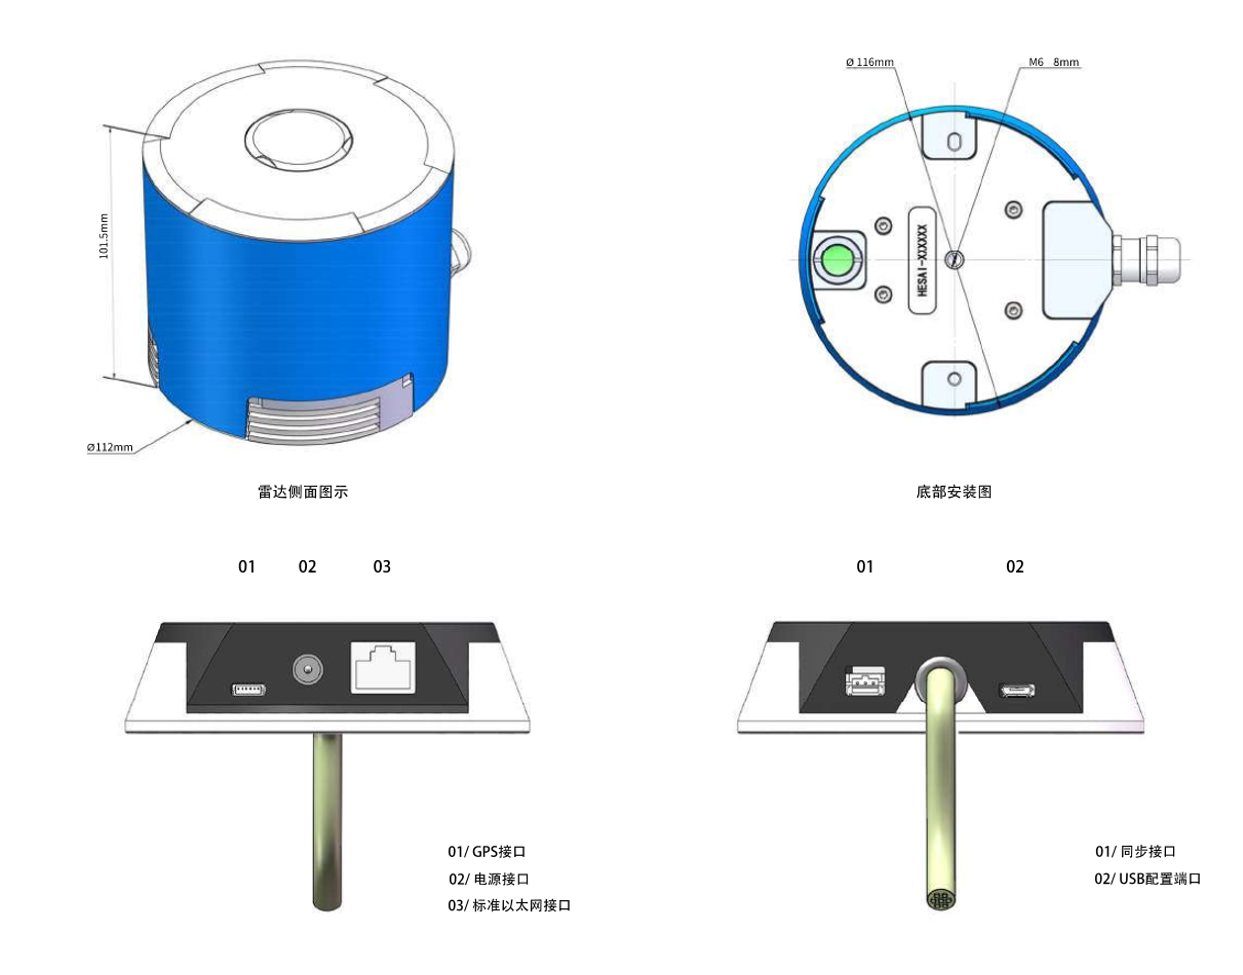 Ø 116mm
M6 8mm
101.5mm
HESAI-XJXXXX
Ø112mm
雷达侧面图示
底部安装图
01
02
03
01
02
01/ GPS接口
02/ 电源接口
03/ 标准以太网接口
01/ 同步接口
02/ USB配置端口